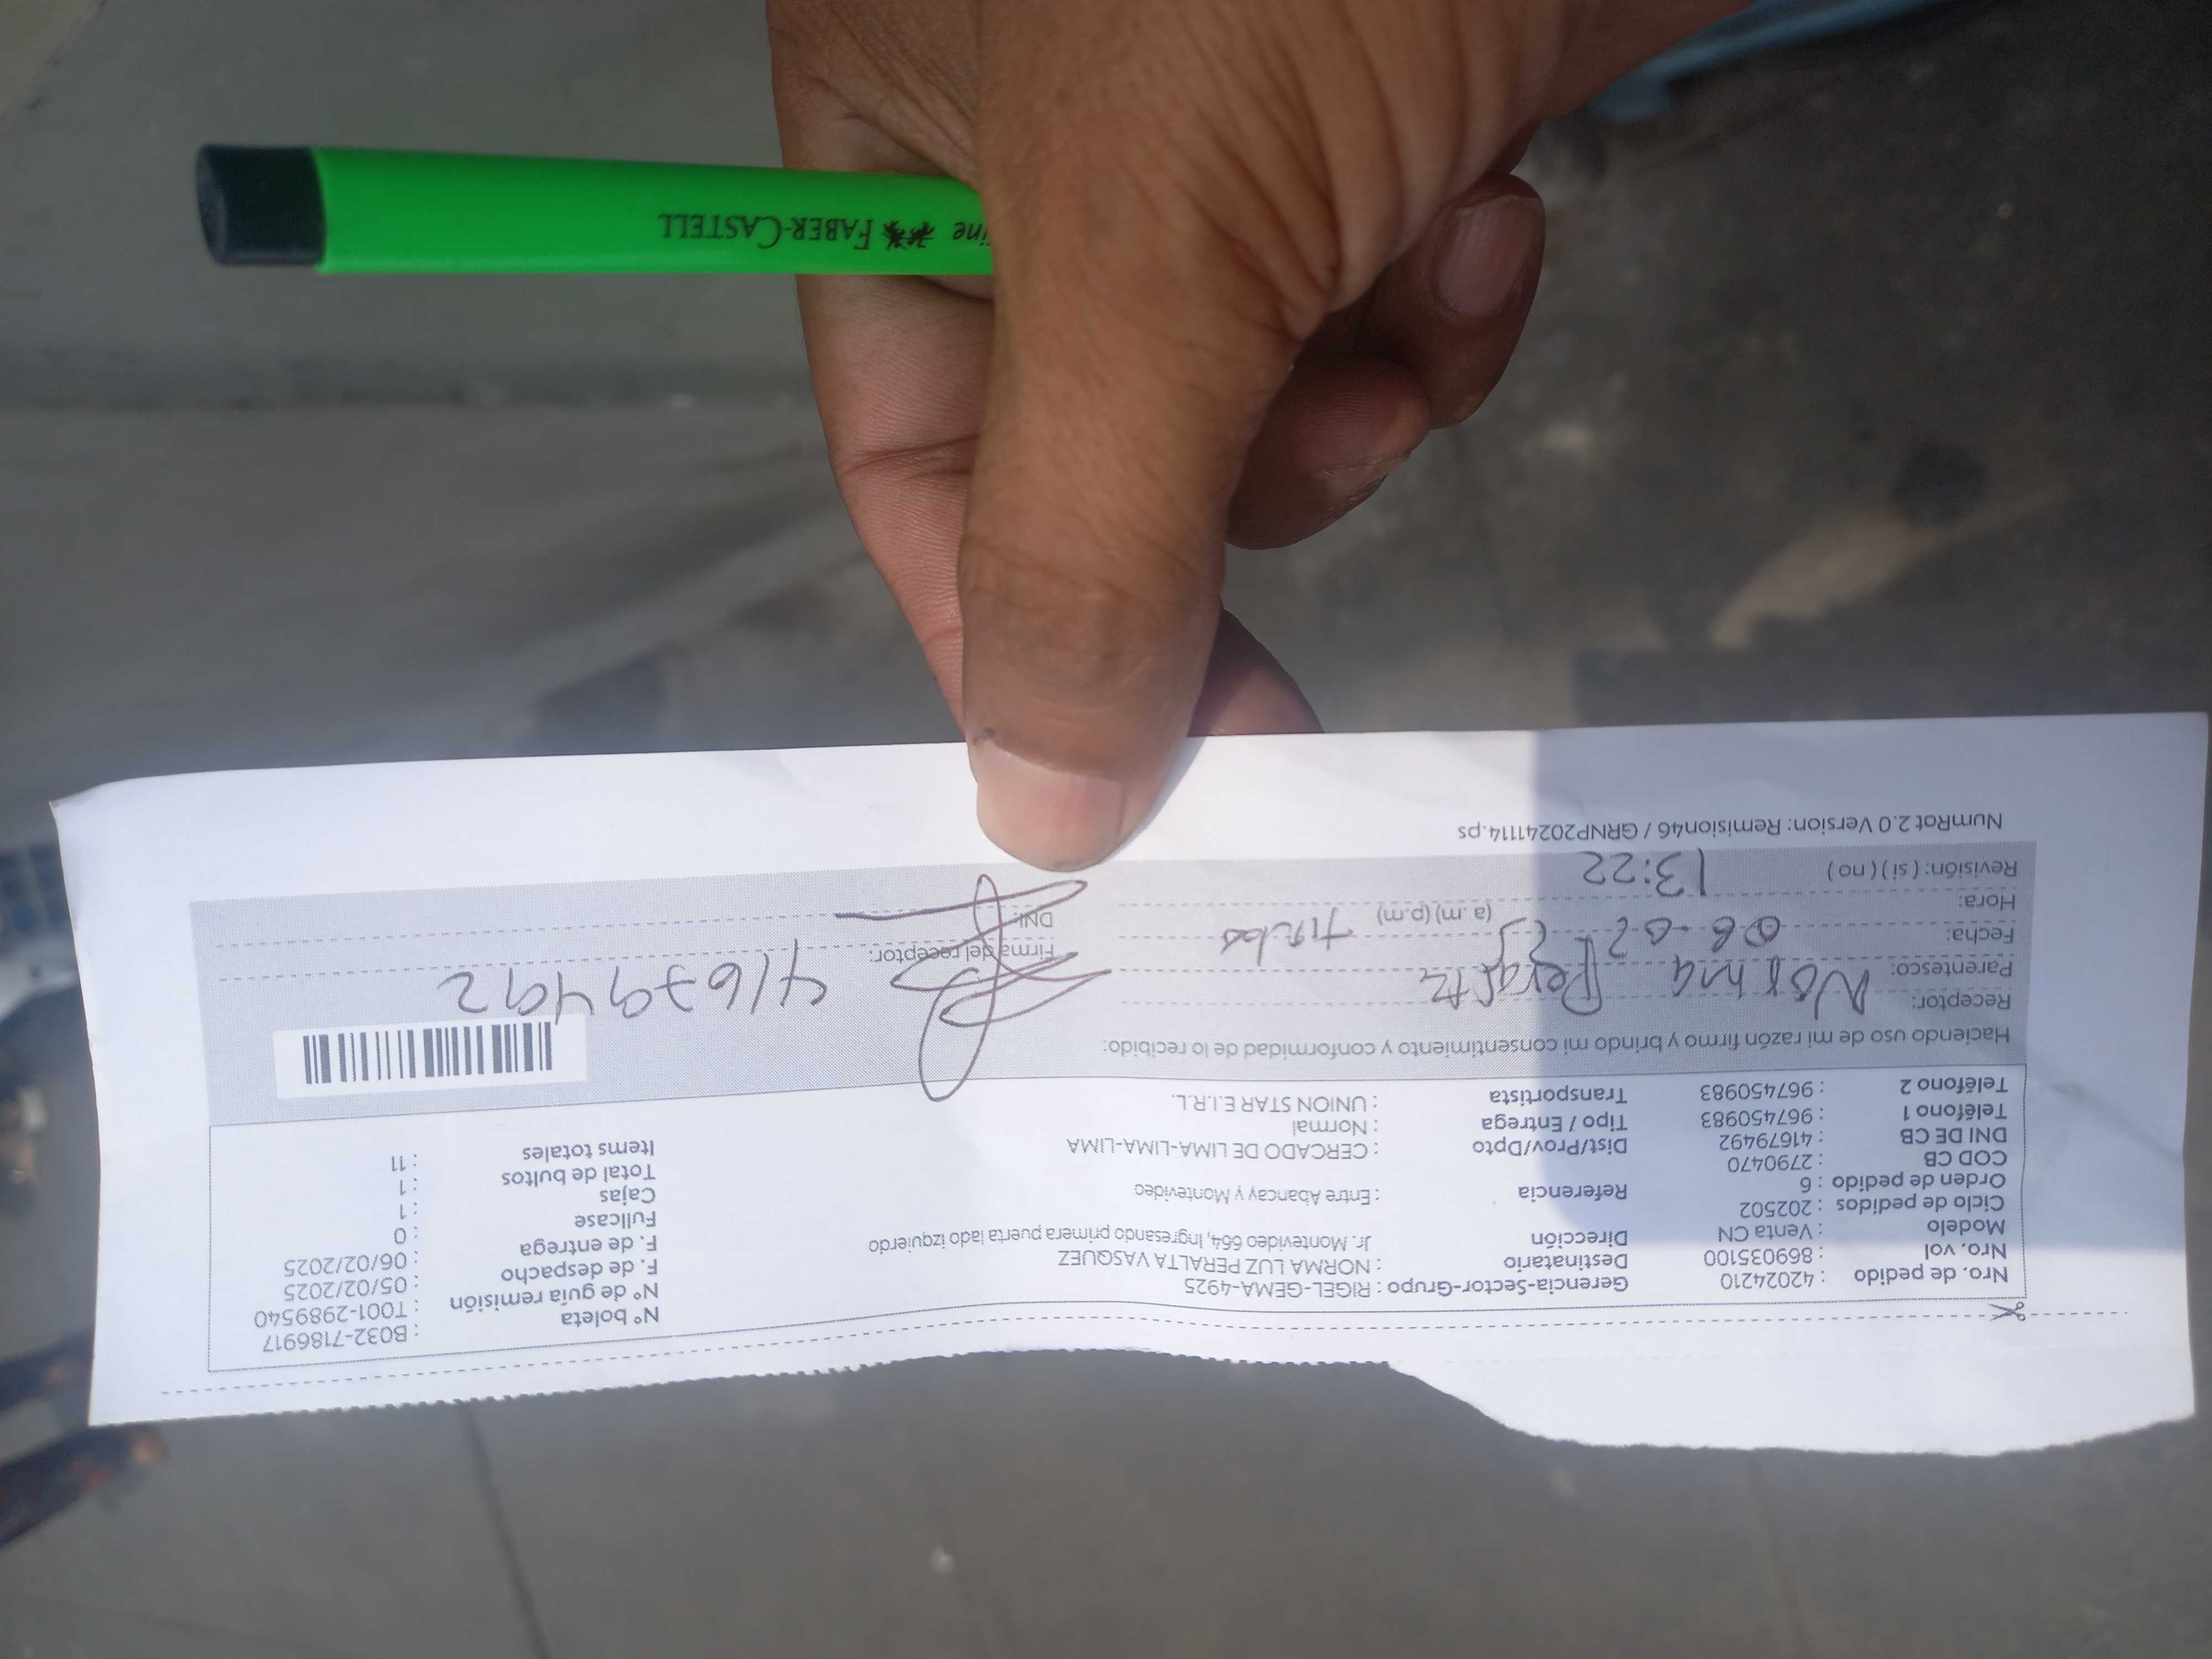 Nº boleta : B032-7186917
Nº de guía remisión : T001-2989540
F. de despacho : 05/02/2025
F. de entrega : 06/02/2025
Fullcase : 0
Cajas : 1
Total de bultos : 1
Items totales : 11
Gerencia-Sector-Grupo : RIGEL-GEMA-4925
Destinatario : NORMA LUZ PERALTA VASQUEZ
Dirección Jr. Montevideo 664, Ingresando primera puerta lado izquierdo
Referencia : Entre Abancay y Montevideo
Dist/Prov/Dpto : CERCADO DE LIMA-LIMA-LIMA
Tipo / Entrega : Normal
Transportista : UNION STAR E.I.R.L.
Nro. de pedido : 42024210
Nro. vol : 869035100
Modelo : Venta CN
Ciclo de pedidos : 202502
Orden de pedido : 6
COD CB : 2790470
DNI DE CB : 41679492
Teléfono 1 : 967450983
Teléfono 2 : 967450983
Haciendo uso de mi razón firmo y brindo mi consentimiento y conformidad de lo recibido:
Receptor: Norma Peralta
Parentesco:
Fecha: 06-02-25
Hora: (a.m) (p.m)
Revisión: ( si ) ( no ) 13:22
41679492
Firma del receptor:
DNI:
NumRot 2.0 Version: Remision46 / GRNP20241114.ps
ine FABER-CASTELL